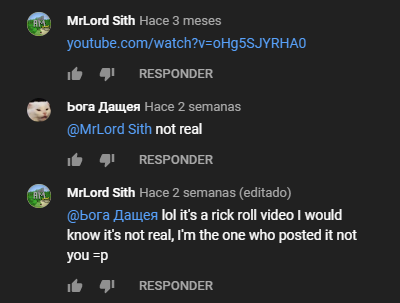 MrLord Sith Hace 3 meses
youtube.com/watch?v=oHg5SJYRHA0
RESPONDER
Ьога Дащея Hace 2 semanas
@MrLord Sith not real
RESPONDER
MrLord Sith Hace 2 semanas (editado)
@Ьога Дащея lol it's a rick roll video I would
know it's not real, I'm the one who posted it not
you =p
RESPONDER